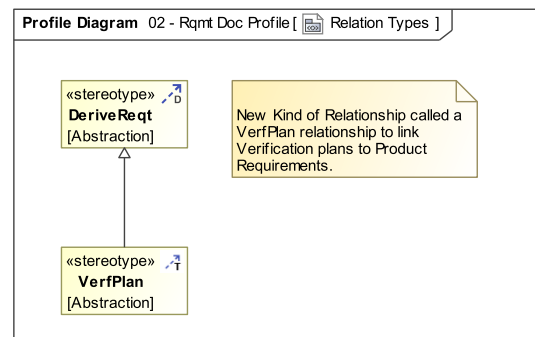 Profile Diagram 02 - Rqmt Doc Profile [ Relation Types ]
«stereotype»
D
DeriveReqt
[Abstraction]
New Kind of Relationship called a
VerfPlan relationship to link
Verification plans to Product
Requirements.
«stereotype»
T
VerfPlan
[Abstraction]